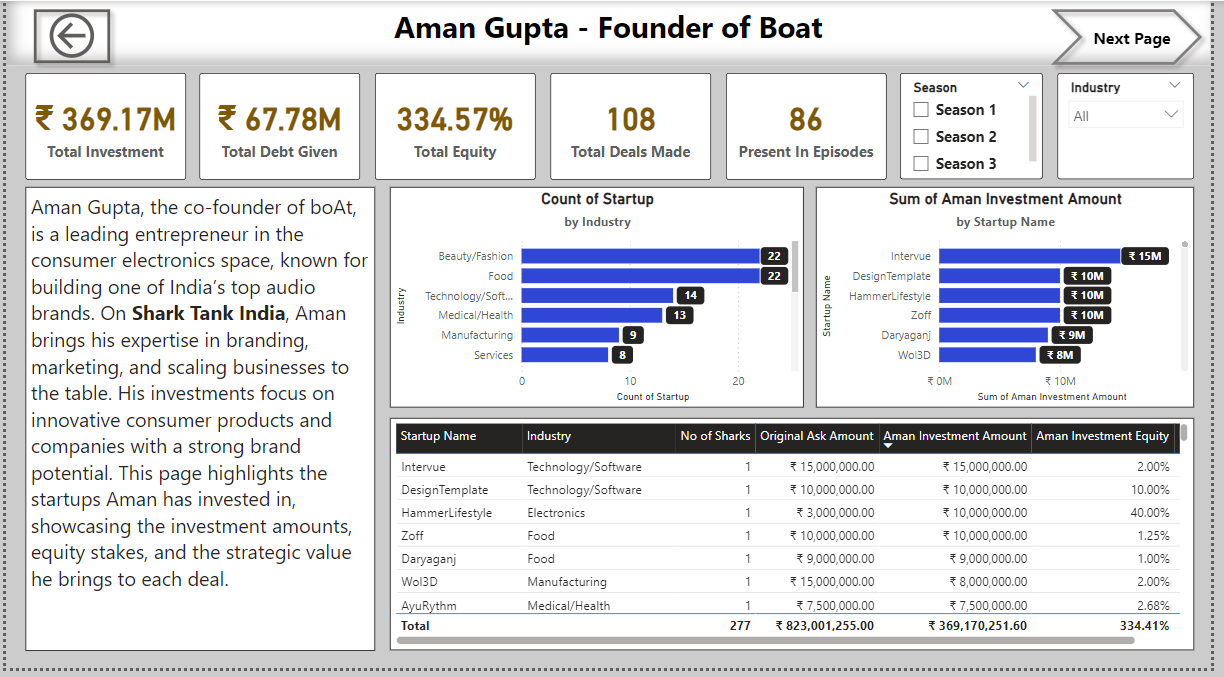 Aman Gupta - Founder of Boat
Next Page
₹ 369.17M
Total Investment
₹ 67.78M
Total Debt Given
334.57%
Total Equity
108
Total Deals Made
86
Present In Episodes
Season
Season 1
Season 2
Season 3
Industry
All
Aman Gupta, the co-founder of boAt,
is a leading entrepreneur in the
consumer electronics space, known for
building one of India’s top audio
brands. On Shark Tank India, Aman
brings his expertise in branding,
marketing, and scaling businesses to
the table. His investments focus on
innovative consumer products and
companies with a strong brand
potential. This page highlights the
startups Aman has invested in,
showcasing the investment amounts,
equity stakes, and the strategic value
he brings to each deal.
Count of Startup
by Industry
Industry
Beauty/Fashion 22
Food 22
Technology/Soft... 14
Medical/Health 13
Manufacturing 9
Services 8
0 10 20
Count of Startup
Sum of Aman Investment Amount
by Startup Name
Startup Name
Intervue ₹ 15M
DesignTemplate ₹ 10M
HammerLifestyle ₹ 10M
Zoff ₹ 10M
Daryaganj ₹ 9M
Wol3D ₹ 8M
₹ 0M ₹ 10M
Sum of Aman Investment Amount
Startup Name Industry No of Sharks Original Ask Amount Aman Investment Amount Aman Investment Equity
Intervue Technology/Software 1 ₹ 15,000,000.00 ₹ 15,000,000.00 2.00%
DesignTemplate Technology/Software 1 ₹ 10,000,000.00 ₹ 10,000,000.00 10.00%
HammerLifestyle Electronics 1 ₹ 3,000,000.00 ₹ 10,000,000.00 40.00%
Zoff Food 1 ₹ 10,000,000.00 ₹ 10,000,000.00 1.25%
Daryaganj Food 1 ₹ 9,000,000.00 ₹ 9,000,000.00 1.00%
Wol3D Manufacturing 1 ₹ 15,000,000.00 ₹ 8,000,000.00 2.00%
AyuRythm Medical/Health 1 ₹ 7,500,000.00 ₹ 7,500,000.00 2.68%
Total 277 ₹ 823,001,255.00 ₹ 369,170,251.60 334.41%